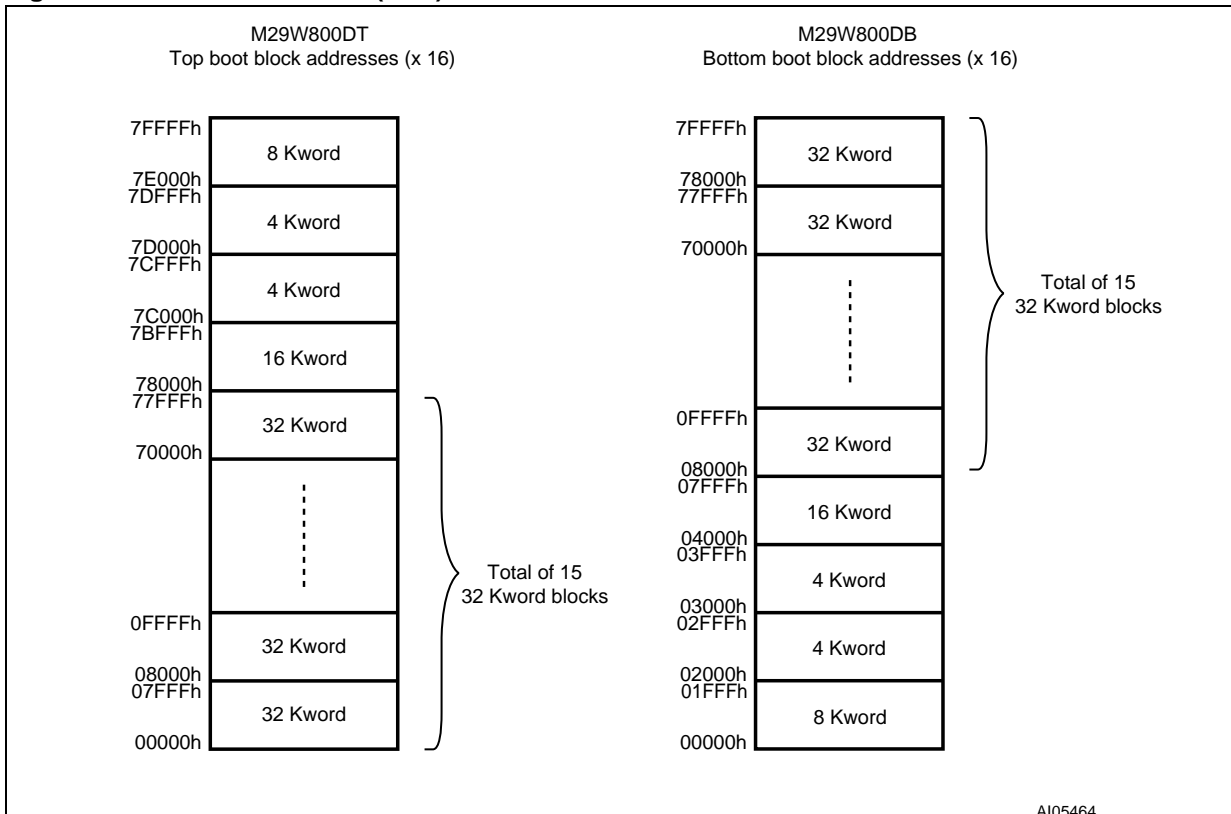 M29W800DT
Top boot block addresses (x 16)
7FFFFh
8 Kword
7E000h
7DFFFh
4 Kword
7D000h
7CFFFh
4 Kword
7C000h
7BFFFh
16 Kword
78000h
77FFFh
32 Kword
70000h
Total of 15
32 Kword blocks
0FFFFh
32 Kword
08000h
07FFFh
32 Kword
00000h
M29W800DB
Bottom boot block addresses (x 16)
7FFFFh
32 Kword
78000h
77FFFh
32 Kword
70000h
Total of 15
32 Kword blocks
0FFFFh
32 Kword
08000h
07FFFh
16 Kword
04000h
03FFFh
4 Kword
03000h
02FFFh
4 Kword
02000h
01FFFh
8 Kword
00000h
AI05464